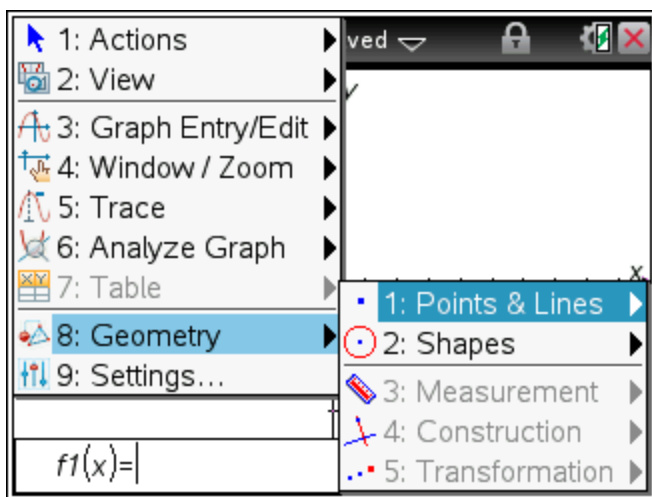 1: Actions
ved
2: View
y
3: Graph Entry/Edit
4: Window / Zoom
5: Trace
6: Analyze Graph
7: Table
x
8: Geometry
9: Settings...
1: Points & Lines
2: Shapes
3: Measurement
4: Construction
5: Transformation
f1(x)=